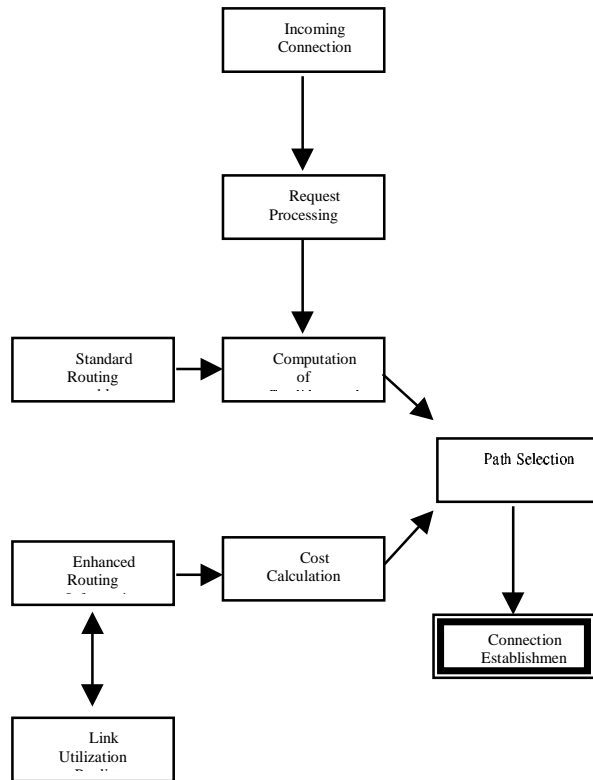 Incoming
Connection
Request
Processing
Standard
Routing
Computation
of
Path Selection
Enhanced
Routing
Cost
Calculation
Connection
Establishmen
Link
Utilization